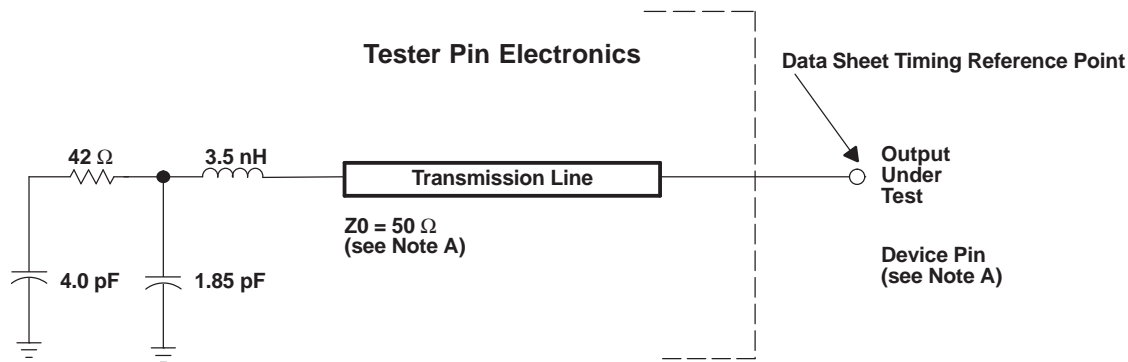 Tester Pin Electronics
Data Sheet Timing Reference Point
42 Ω
3.5 nH
Transmission Line
Output
Under
Test
Z0 = 50 Ω
(see Note A)
Device Pin
(see Note A)
4.0 pF
1.85 pF